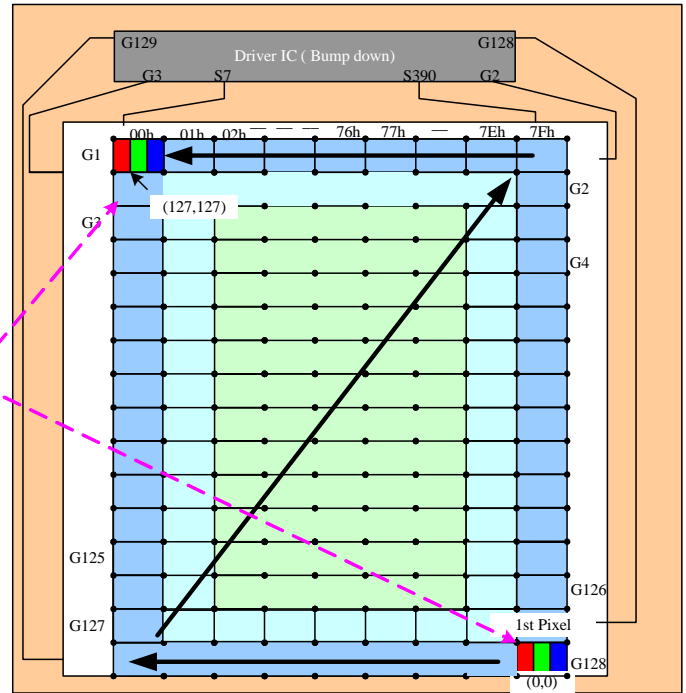 G129 G128
Driver IC ( Bump down)
G3 S7 S390 G2
00h 01h 02h 76h 77h 7Eh 7Fh
G1
G2
(127,127)
G3
G4
G125
G126
G127
1st Pixel
G128
(0,0)